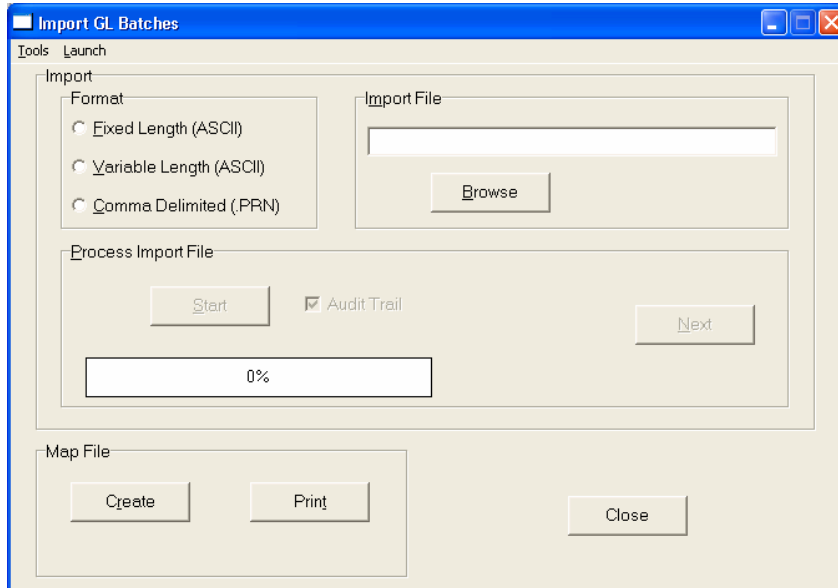 Import GL Batches
Tools Launch
Import
Format
Fixed Length (ASCII)
Variable Length (ASCII)
Comma Delimited (.PRN)
Import File
Browse
Process Import File
Start
Audit Trail
Next
0%
Map File
Create
Print
Close